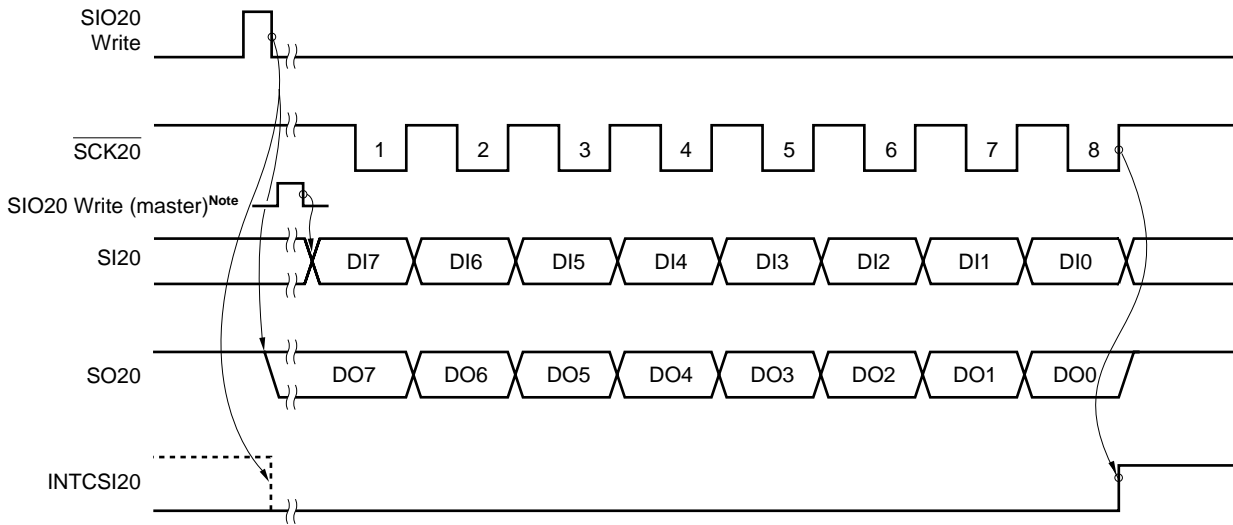 SIO20
Write
SCK20
1 2 3 4 5 6 7 8
SIO20 Write (master)Note
SI20
DI7 DI6 DI5 DI4 DI3 DI2 DI1 DI0
SO20
DO7 DO6 DO5 DO4 DO3 DO2 DO1 DO0
INTCSI20